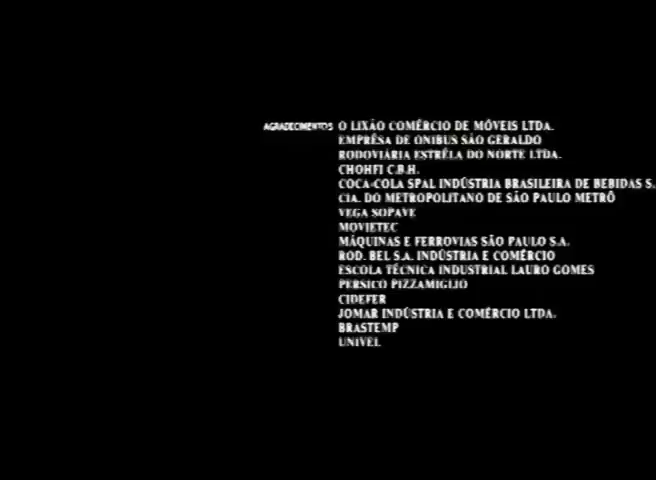 AGRADECIMENTOS O LIXÃO COMÉRCIO DE MÓVEIS LTDA.
EMPRÊSA DE ONIBUS SÃO GERALDO
RODOVIÁRIA ESTRÊLA DO NORTE LTDA.
CHOHFI C.B.H.
COCA-COLA SPAL INDÚSTRIA BRASILEIRA DE BEBIDAS S.
CIA. DO METROPOLITANO DE SÃO PAULO METRÔ
VEGA SOPAVE
MOVIETEC
MÁQUINAS E FERROVIAS SÃO PAULO S.A.
ROD. BEL S.A. INDÚSTRIA E COMÉRCIO
ESCOLA TÉCNICA INDUSTRIAL LAURO GOMES
PERSICO PIZZAMIGLIO
CIDEFER
JOMAR INDÚSTRIA E COMÉRCIO LTDA.
BRASTEMP
UNIVEL